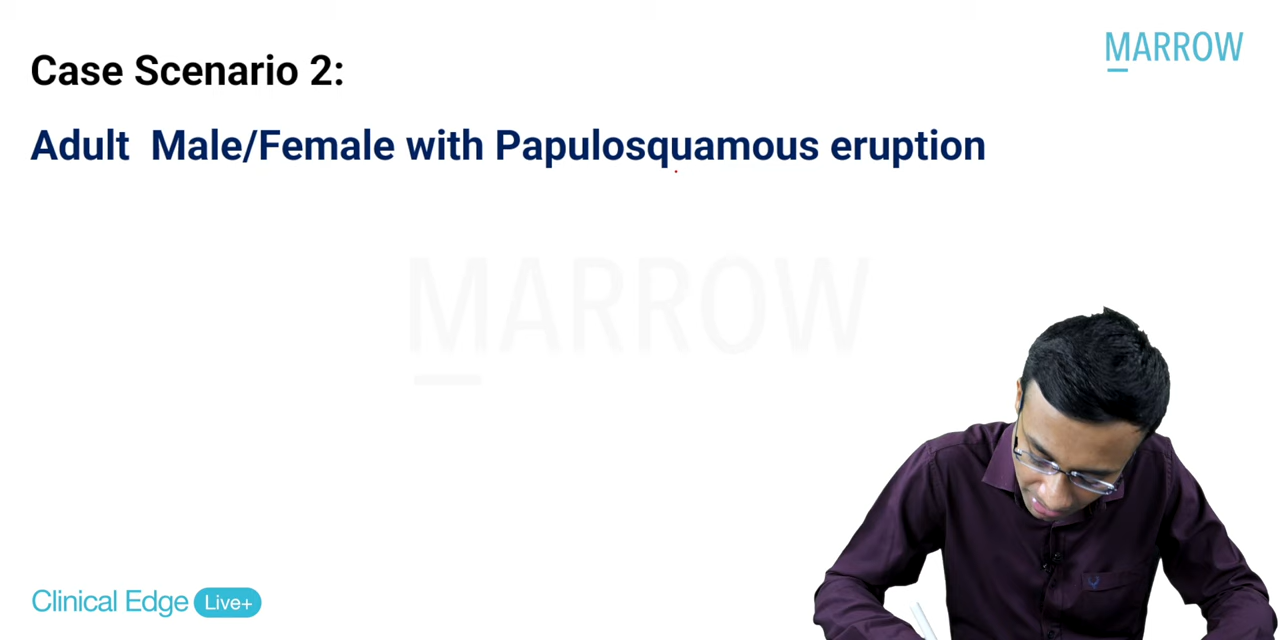 MARROW
Case Scenario 2:
Adult Male/Female with Papulosquamous eruption
MARROW
Clinical Edge Live+